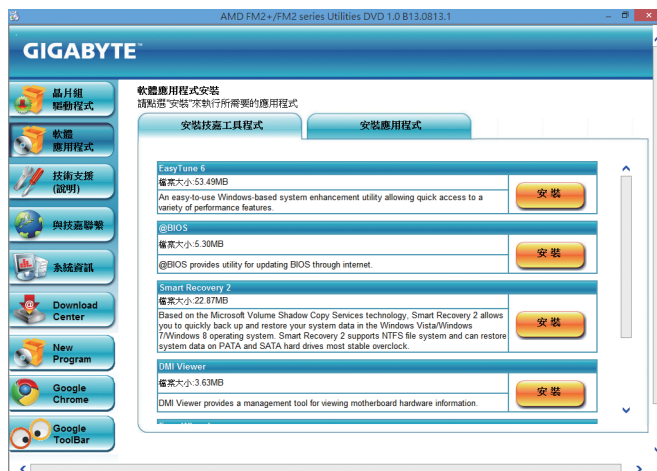 AMD FM2+/FM2 series Utilities DVD 1.0 B13.0813.1
GIGABYTE™
晶片組
驅動程式
軟體
應用程式
技術支援
(說明)
與技嘉聯繫
系統資訊
Download
Center
New
Program
Google
Chrome
Google
ToolBar
軟體應用程式安裝
請點選"安裝"來執行所需要的應用程式
安裝技嘉工具程式
安裝應用程式
EasyTune 6
檔案大小:53.49MB
An easy-to-use Windows-based system enhancement utility allowing quick access to a
variety of performance features.
安裝
@BIOS
檔案大小:5.30MB
@BIOS provides utility for updating BIOS through internet.
安裝
Smart Recovery 2
檔案大小:22.87MB
Based on the Microsoft Volume Shadow Copy Services technology, Smart Recovery 2 allows
you to quickly back up and restore your system data in the Windows Vista/Windows
7/Windows 8 operating system. Smart Recovery 2 supports NTFS file system and can restore
system data on PATA and SATA hard drives most stable overclock.
安裝
DMI Viewer
檔案大小:3.63MB
DMI Viewer provides a management tool for viewing motherboard hardware information.
安裝